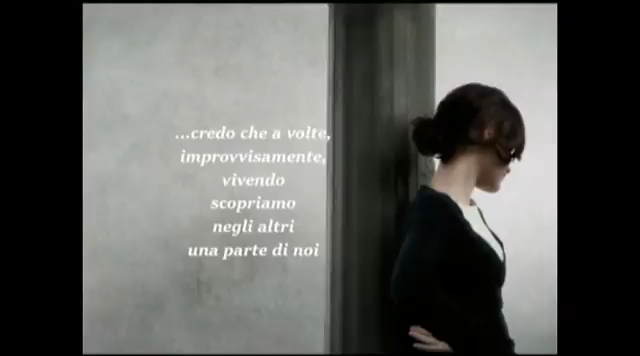 ...credo che a volte,
improvvisamente,
vivendo
scopriamo
negli altri
una parte di noi